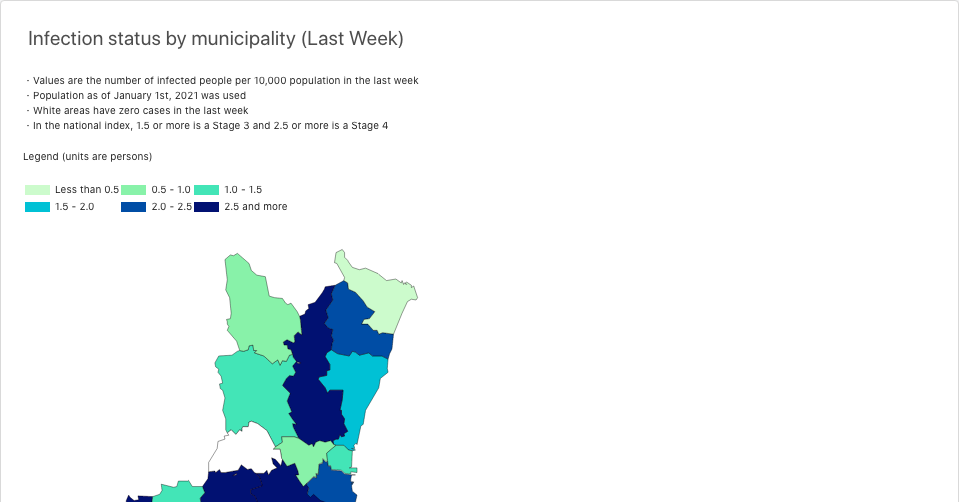 Infection status by municipality (Last Week)
· Values are the number of infected people per 10,000 population in the last week
· Population as of January 1st, 2021 was used
· White areas have zero cases in the last week
· In the national index, 1.5 or more is a Stage 3 and 2.5 or more is a Stage 4
Legend (units are persons)
Less than 0.5 0.5 - 1.0 1.0 - 1.5
1.5 - 2.0 2.0 - 2.5 2.5 and more